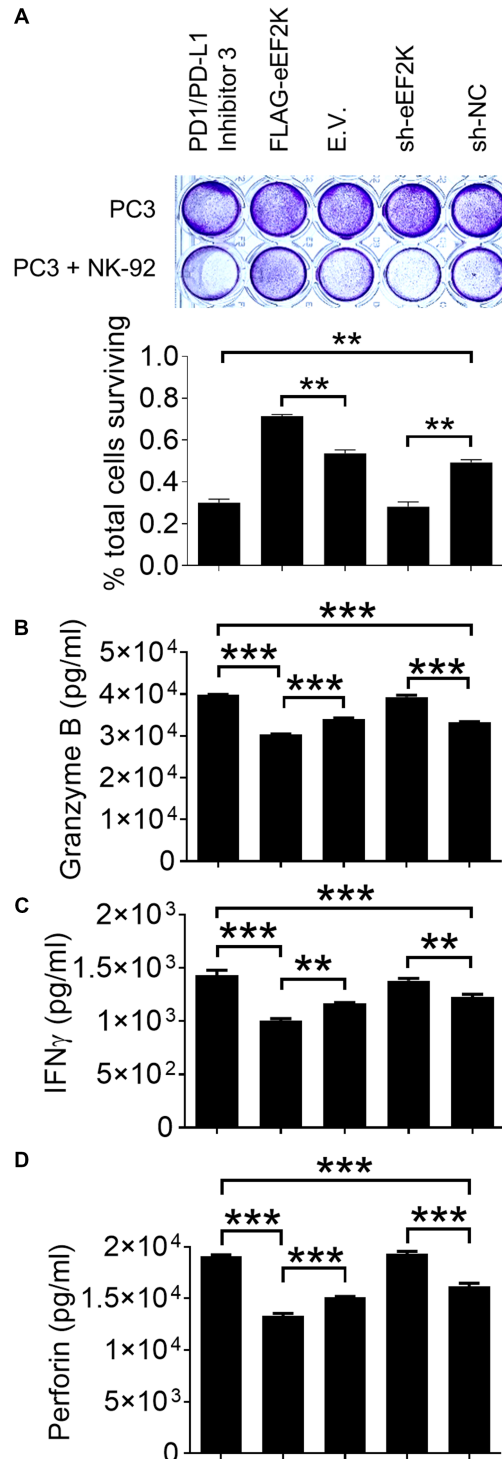 A
PD1/PD-L1
Inhibitor 3
FLAG-eEF2K
E.V.
sh-eEF2K
sh-NC
PC3
PC3 + NK-92
% total cells surviving
1.0
0.8
0.6
0.4
0.2
0.0
**
**
**
B
Granzyme B (pg/ml)
5×10⁴
4×10⁴
3×10⁴
2×10⁴
1×10⁴
0
***
***
***
***
C
IFNγ (pg/ml)
2×10³
1.5×10³
1×10³
5×10²
0
***
***
**
**
D
Perforin (pg/ml)
2×10⁴
1.5×10⁴
1×10⁴
5×10³
0
***
***
***
***